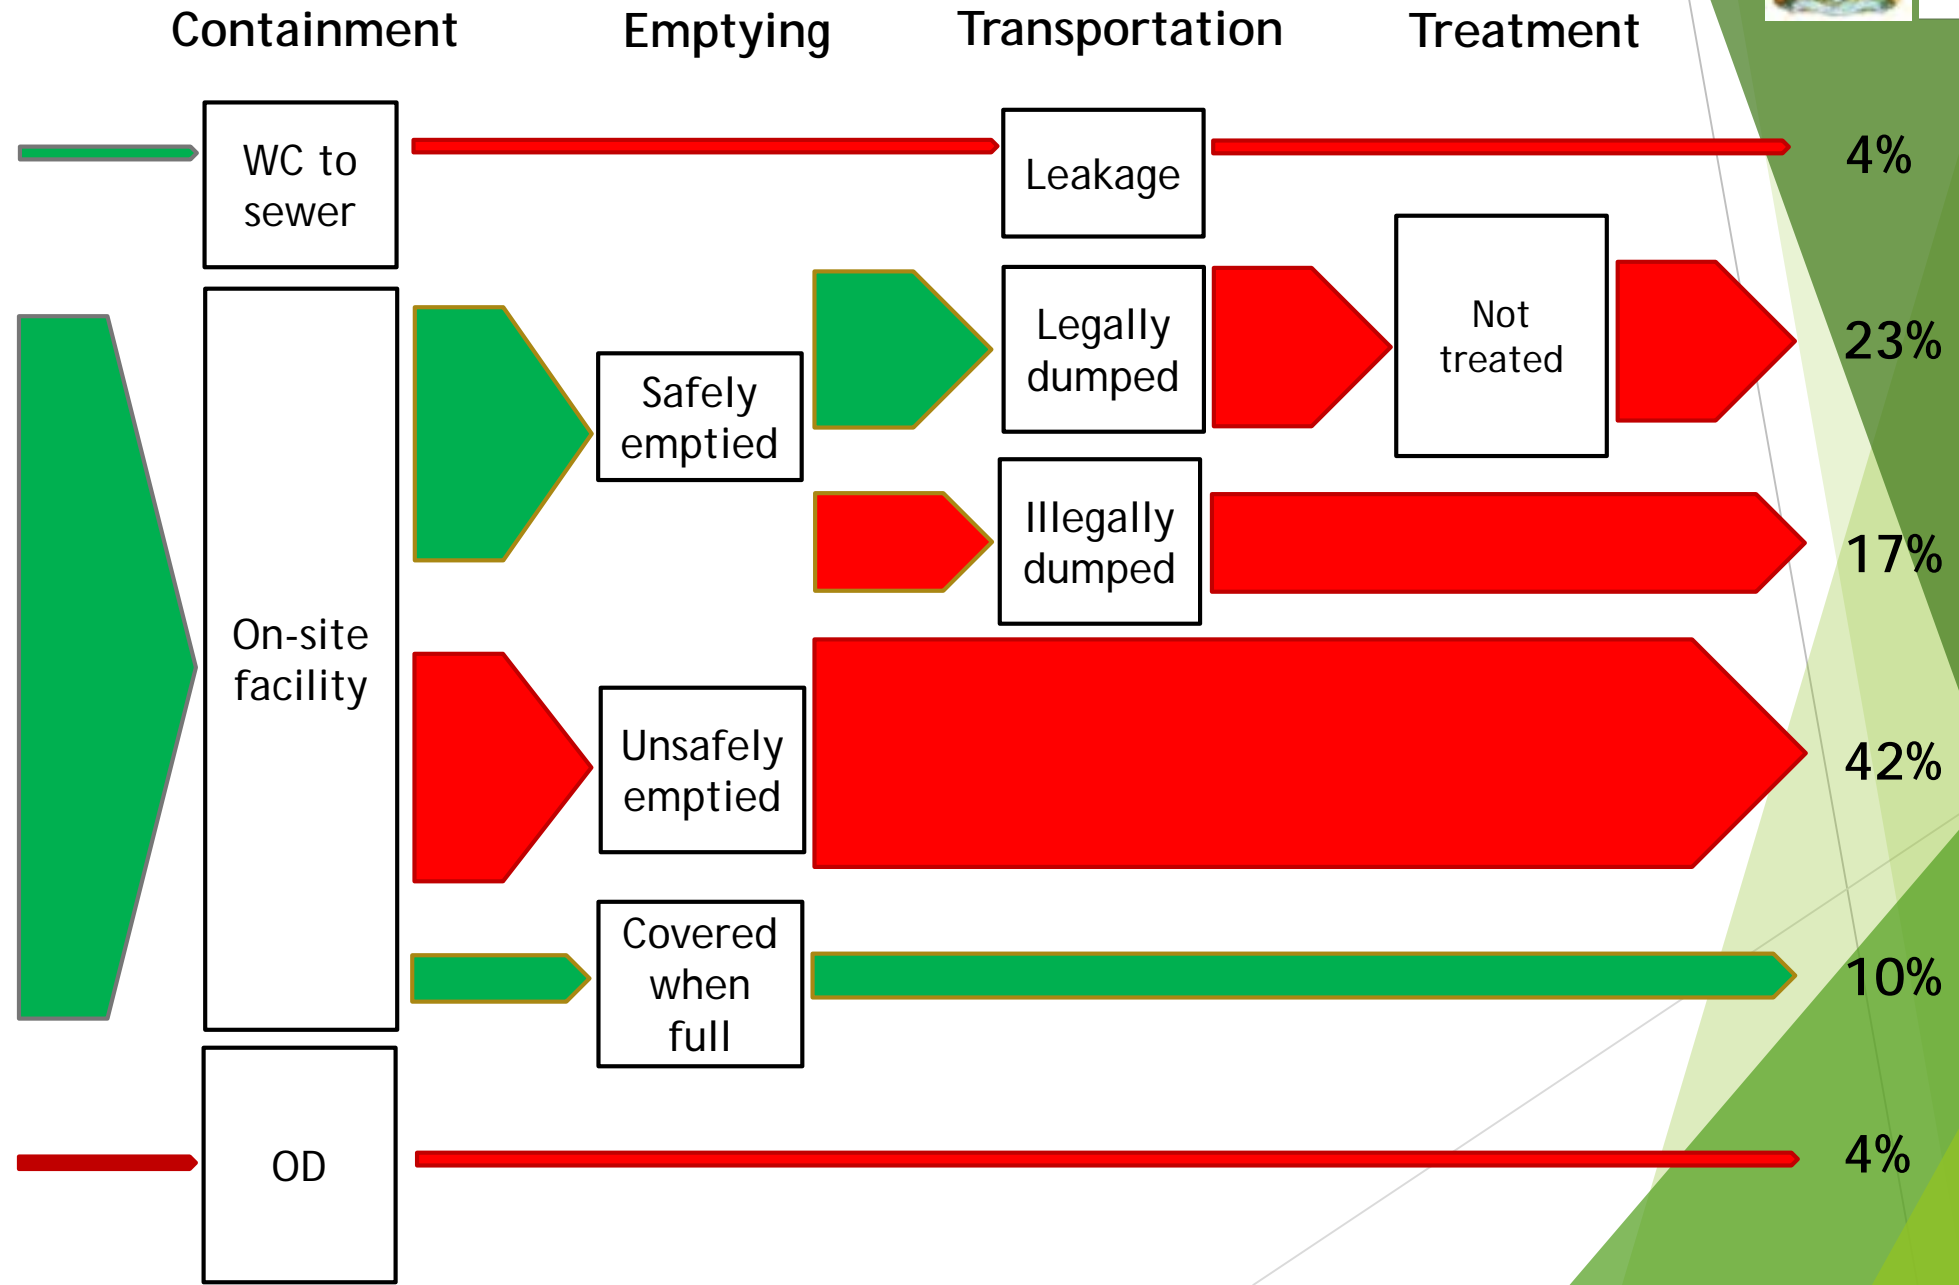 Containment
Emptying
Transportation
Treatment
WC to
sewer
Leakage
4%
On-site
facility
Safely
emptied
Legally
dumped
Not
treated
23%
Illegally
dumped
17%
Unsafely
emptied
42%
Covered
when
full
10%
OD
4%